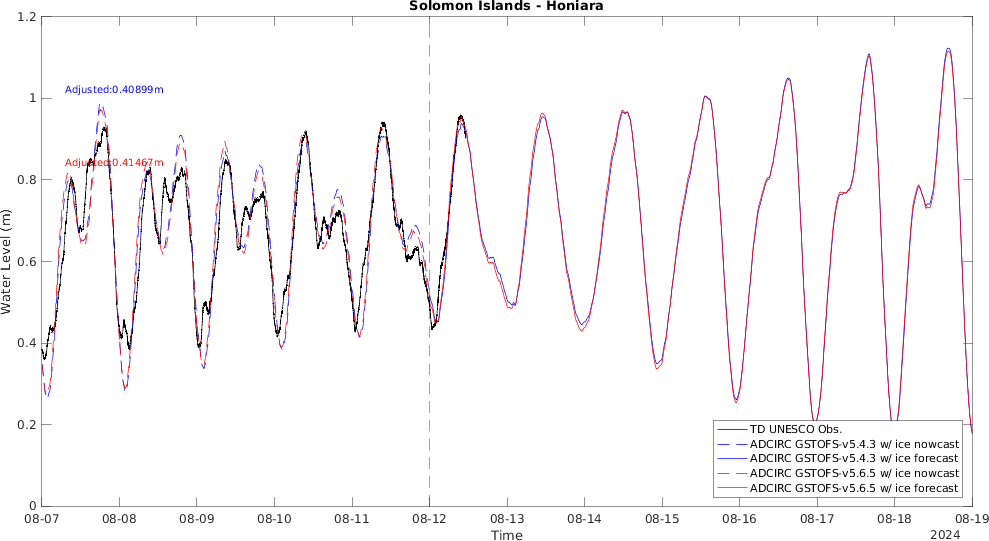 Solomon Islands - Honiara
1.2
1
0.8
0.6
0.4
0.2
0
Water Level (m)
Adjusted:0.40899m
Adjusted:0.41467m
TD UNESCO Obs.
ADCIRC GSTOFS-v5.4.3 w/ ice nowcast
ADCIRC GSTOFS-v5.4.3 w/ ice forecast
ADCIRC GSTOFS-v5.6.5 w/ ice nowcast
ADCIRC GSTOFS-v5.6.5 w/ ice forecast
08-07 08-08 08-09 08-10 08-11 08-12 08-13 08-14 08-15 08-16 08-17 08-18 08-19
Time
2024